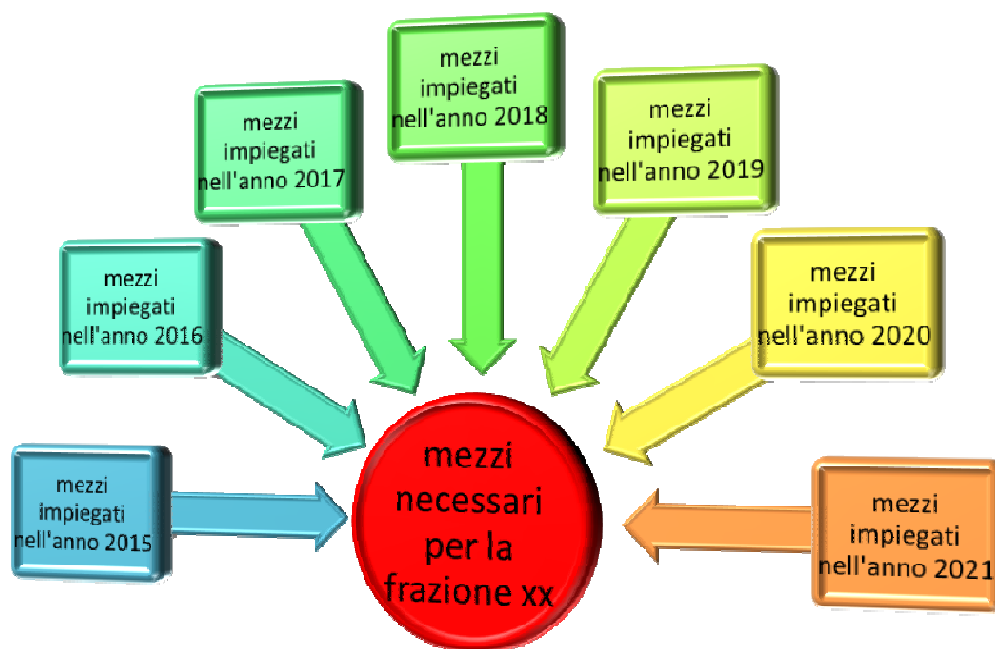 mezzi
impiegati
nell'anno 2015
mezzi
impiegati
nell'anno 2016
mezzi
impiegati
nell'anno 2017
mezzi
impiegati
nell'anno 2018
mezzi
impiegati
nell'anno 2019
mezzi
impiegati
nell'anno 2020
mezzi
impiegati
nell'anno 2021
mezzi
necessari
per la
frazione xx